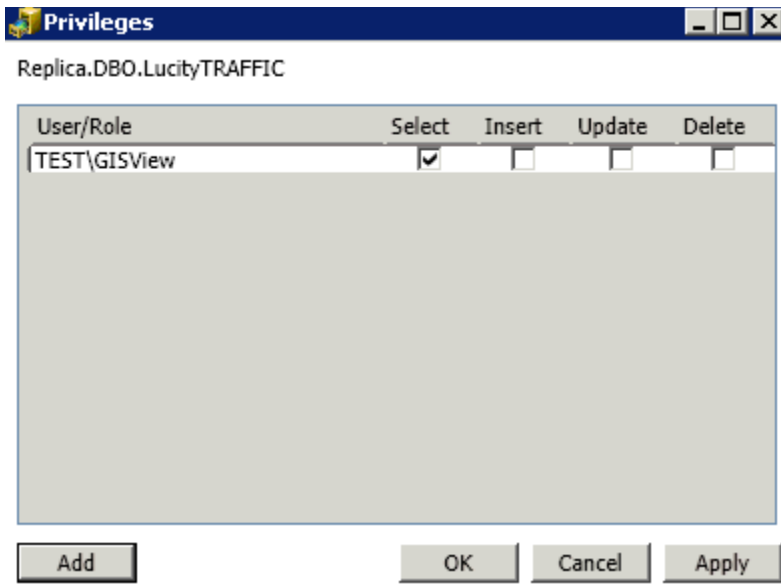 Privileges
Replica.DBO.LucityTRAFFIC
User/Role Select Insert Update Delete
TEST\GISView
Add OK Cancel Apply